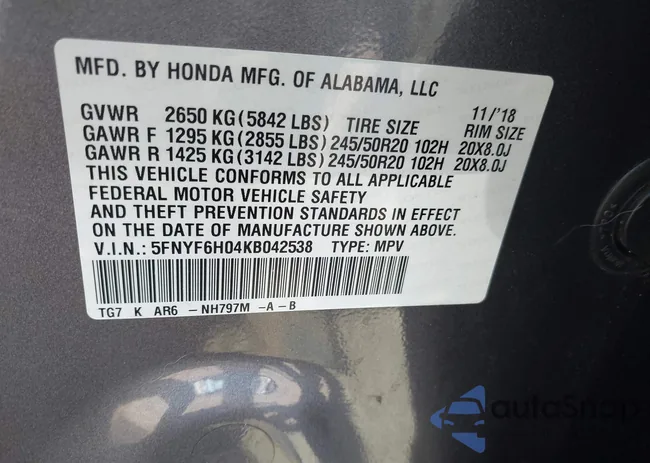 MFD. BY HONDA MFG. OF ALABAMA, LLC
GVWR 2650 KG(5842 LBS) TIRE SIZE 11/'18 RIM SIZE
GAWR F 1295 KG(2855 LBS) 245/50R20 102H 20X8.0J
GAWR R 1425 KG(3142 LBS) 245/50R20 102H 20X8.0J
THIS VEHICLE CONFORMS TO ALL APPLICABLE
FEDERAL MOTOR VEHICLE SAFETY
AND THEFT PREVENTION STANDARDS IN EFFECT
ON THE DATE OF MANUFACTURE SHOWN ABOVE.
V.I.N.: 5FNYF6H04KB042538 TYPE: MPV
TG7 K AR6 -NH797M -A-B